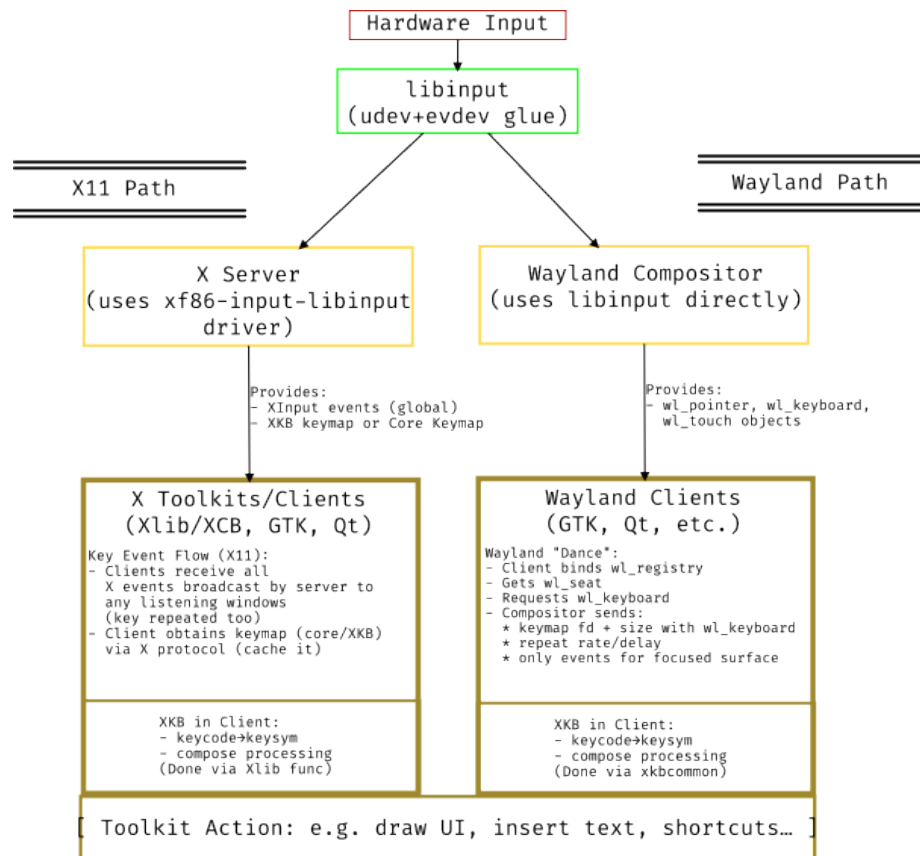 Hardware Input
libinput
(udev+evdev glue)
X11 Path
Wayland Path
X Server
(uses xf86-input-libinput
driver)
Wayland Compositor
(uses libinput directly)
Provides:
- XInput events (global)
- XKB keymap or Core Keymap
Provides:
- wl_pointer, wl_keyboard,
wl_touch objects
X Toolkits/Clients
(Xlib/XCB, GTK, Qt)
Key Event Flow (X11):
- Clients receive all
X events broadcast by server to
any listening windows
(key repeated too)
- Client obtains keymap (core/XKB)
via X protocol (cache it)
Wayland Clients
(GTK, Qt, etc.)
Wayland "Dance":
- Client binds wl_registry
- Gets wl_seat
- Requests wl_keyboard
- Compositor sends:
* keymap fd + size with wl_keyboard
* repeat rate/delay
* only events for focused surface
XKB in Client:
- keycode→keysym
- compose processing
(Done via Xlib func)
XKB in Client:
- keycode→keysym
- compose processing
(Done via xkbcommon)
[ Toolkit Action: e.g. draw UI, insert text, shortcuts… ]